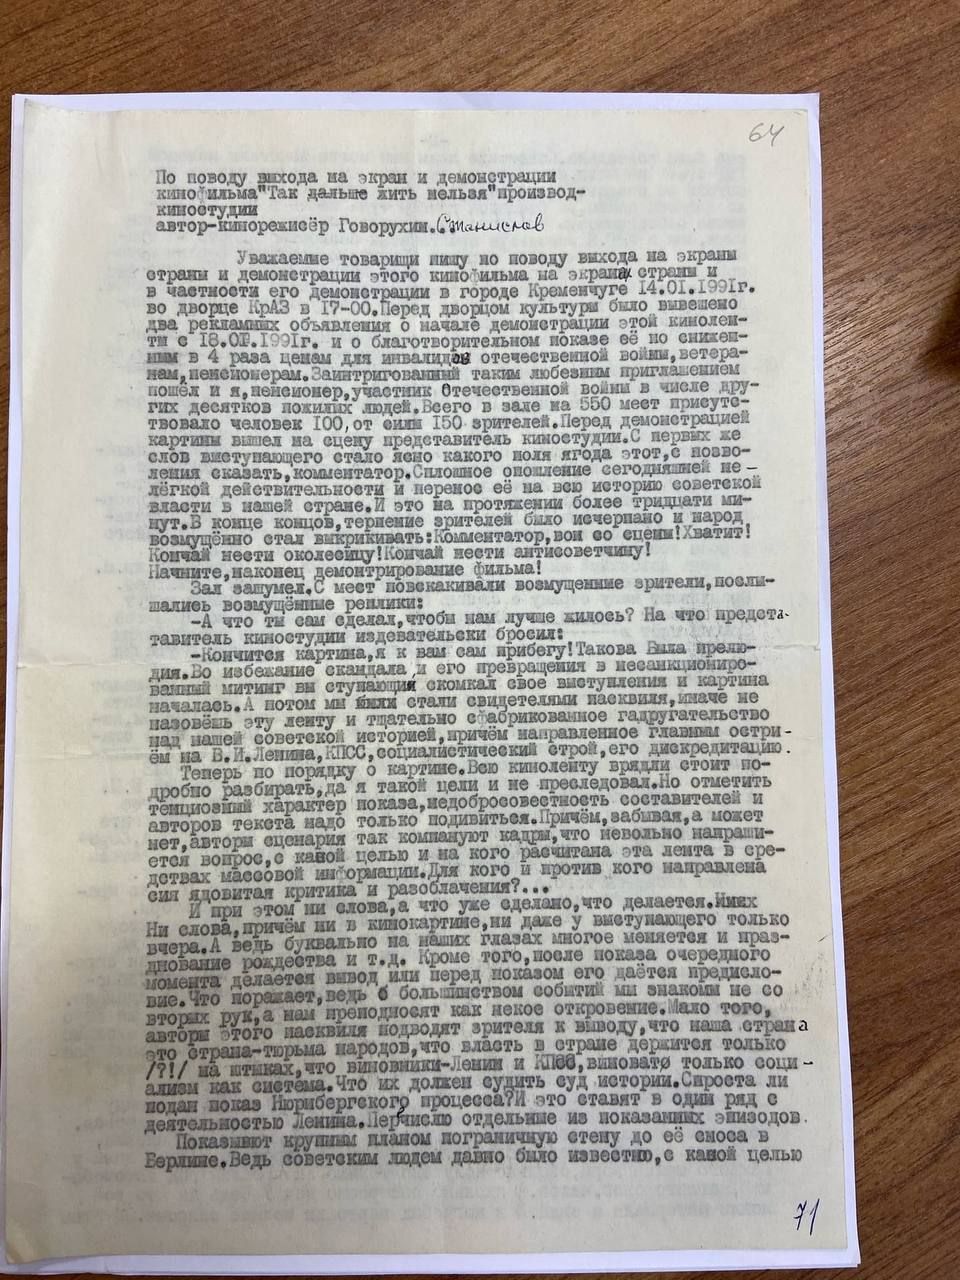 64
По поводу выхода на экран и демонстрации
кинофильма"Так дальше жить нельзя"производ-
киностудии
автор-кинорежисёр Говорухин.Станислав
Уважаемые товарищи пишу по поводу выхода на экраны
страны и демонстрации этого кинофильма на экранах страны и
в частности его демонстрации в городе Кременчуге 14.01.1991г.
во дворце КрАЗ в 17-00.Перед дворцом культуры было вывешено
два рекламных объявления о начале демонстрации этой кинолен-
ты с 18.01.1991г. и о благотворительном показе её по снижен-
ным в 4 раза ценам для инвалидов отечественной войны,ветера-
нам,пенсионерам.Заинтригованный таким любезным приглашением
пошёл и я,пенсионер,участник Отечественной войны в числе дру-
гих десятков пожилых людей.Всего в зале на 550 мест присутс-
твовало человек 100,от силы 150 зрителей.Перед демонстрацией
картины вышел на сцену представитель киностудии.С первых же
слов выступающего стало ясно какого поля ягода этот,с позво-
ления сказать,комментатор.Сплошное опошление сегодняшней не-
лёгкой действительности и перенос её на всю историю советской
власти в нашей стране.И это на протяжении более тридцати ми-
нут.В конце концов,терпение зрителей было исчерпано и народ
возмущённо стал выкрикивать:Комментатор,вон со сцены!Хватит!
Кончай нести околесицу!Кончай нести антисоветчину!
Начните,наконец демонтрирование фильма!
Зал зашумел.С мест повскакивали возмущенные зрители,послы-
шались возмущённые реплики:
-А что ты сам сделал,чтобы нам лучше жилось? На что предста-
тавитель киностудии издевательски бросил:
-Кончится картина,я к вам сам прибегу!Такова была прелю-
дия.Во избежание скандала и его превращения в несанкциониро-
ванный митинг вы ступающий скомкал свое выступления и картина
началась.А потом мы были стали свидетелями пасквиля,иначе не
назовёшь эту ленту и тщательно сфабрикованное гадругательство
над нашей советской историей,причём направленное главным остри-
ём на В.И.Ленина,КПСС,социалистический строй,его дискредитацию.
Теперь по порядку о картине.Всю киноленту врядли стоит по-
дробно разбирать,да я такой цели и не преследовал.Но отметить
тенциозный характер показа,недобросовестность составителей и
авторов текста надо только подивиться.Причём,забывая,а может
нет,авторы сценария так компануют кадры,что невольно напраши-
ется вопрос,с какой целью и на кого расчитана эта лента в сре-
дствах массовой информации.Для кого и против кого направлена
сия ядовитая критика и разоблачения?...
И при этом ни слова,а что уже сделано,что делается.
Ни слова,причём ни в кинокартине,ни даже у выступающего только
вчера.А ведь буквально на наших глазах многое меняется и праз-
днование рождества и т.д. Кроме того,после показа очередного
момента делается вывод или перед показом его даётся предисло-
вие.Что поражает,ведь с большинством событий мы знакомы не со
вторых рук,а нам преподносят как некое откровение.Мало того,
авторы этого пасквиля подводят зрителя к выводу,что наша страна
это страна-тюрьма народов,что власть в стране держится только
/?!/ на штыках,что виновники-Ленин и КПСС,виновато только соци-
ализм как система.Что их должен судить суд истории.Спроста ли
подан показ Нюрнбергского процесса?И это ставят в один ряд с
деятельностью Ленина.Перчислю отдельные из показанных эпизодов.
Показывют крупным планом пограничную стену до её сноса в
Берлине.Ведь советским людем давно было известно,с какой целью
71